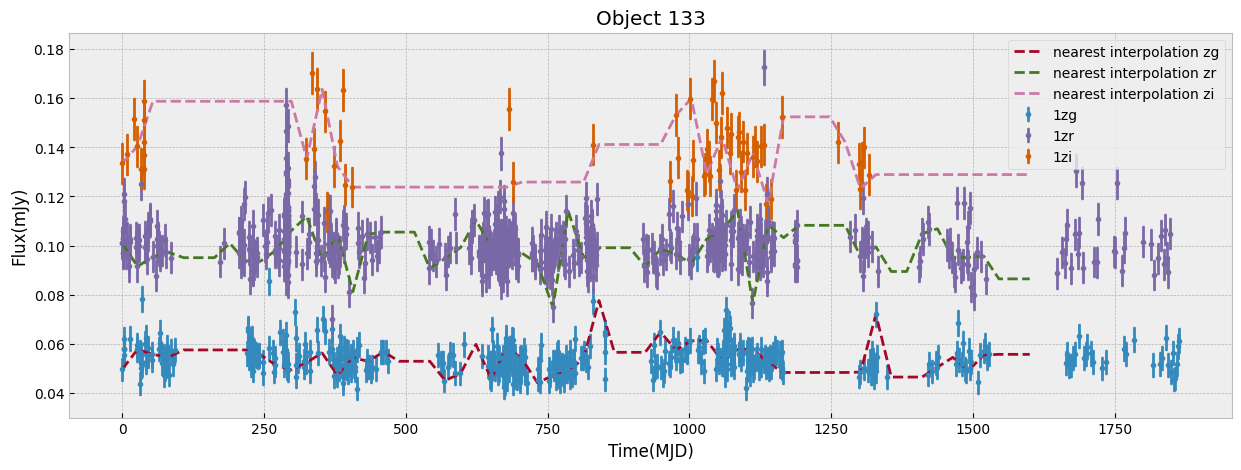 Object 133
Flux(mJy)
0.18
0.16
0.14
0.12
0.10
0.08
0.06
0.04
nearest interpolation zg
nearest interpolation zr
nearest interpolation zi
1zg
1zr
1zi
0
250
500
750
1000
1250
1500
1750
Time(MJD)